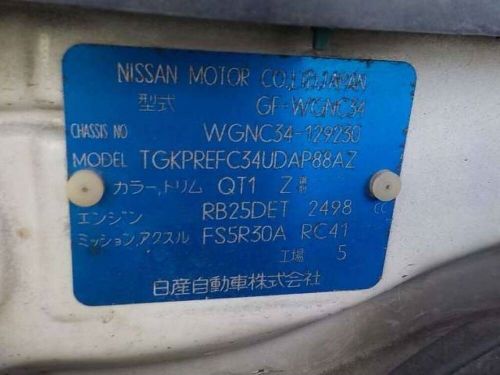 NISSAN MOTOR CO.,LTD.JAPAN
型式 GF-WGNC34
CHASSIS NO WGNC34-129230
MODEL TGKPREFC34UDAP88AZ
カラー,トリム QT1 Z
エンジン RB25DET 2498 CC
ミッション,アクスル FS5R30A RC41
工場 5
日産自動車株式会社